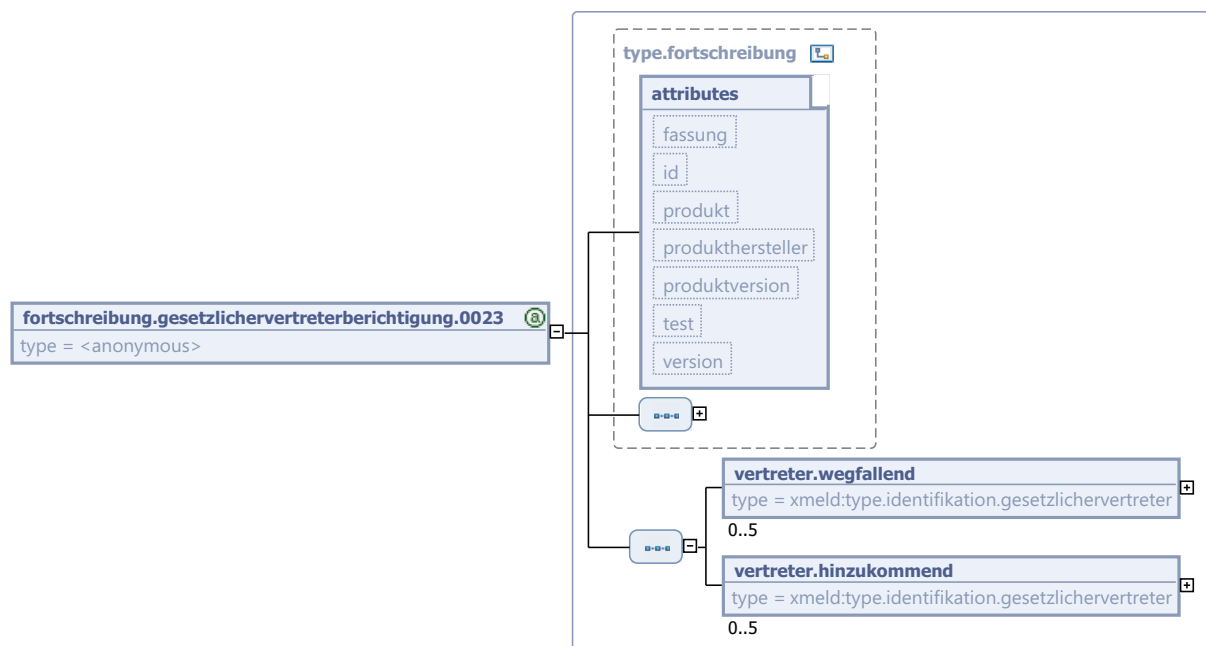 type.fortschreibung
attributes
fassung
id
produkt
produkthersteller
produktversion
test
version
fortschreibung.gesetzlichervertreterberichtigung.0023
type = <anonymous>
vertreter.wegfallend
type = xmeld:type.identifikation.gesetzlichervertreter
0..5
vertreter.hinzukommend
type = xmeld:type.identifikation.gesetzlichervertreter
0..5